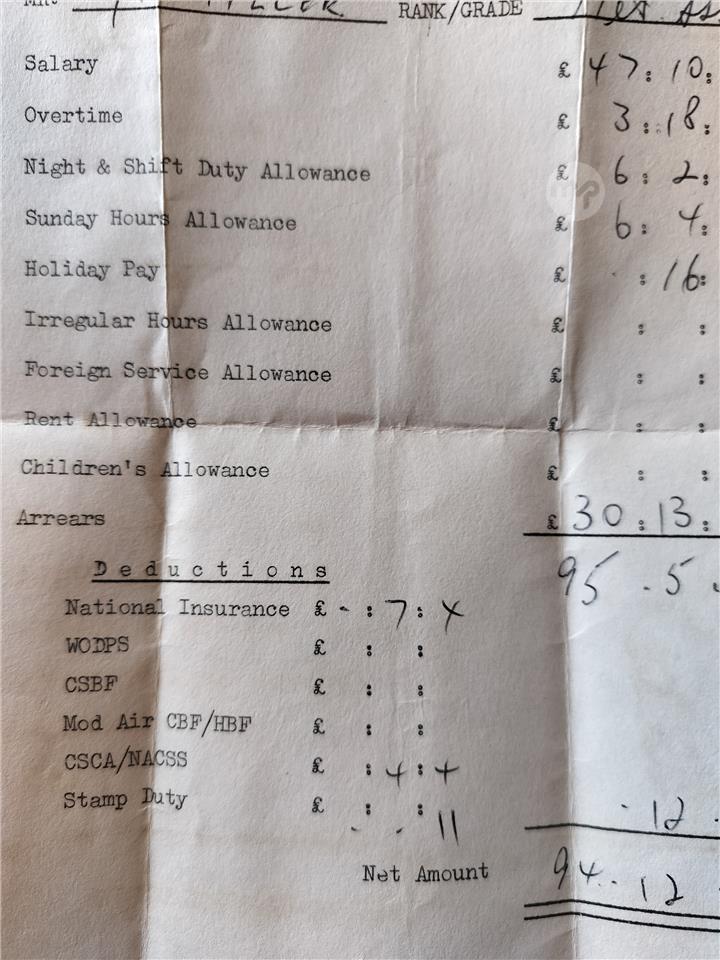 RANK/GRADE
Salary £ 47 : 10 :
Overtime £ 3 : 18 :
Night & Shift Duty Allowance £ 6 : 2 :
Sunday Hours Allowance £ 6 : 4 :
Holiday Pay £ - : 16 :
Irregular Hours Allowance £ : :
Foreign Service Allowance £ : :
Rent Allowance £ : :
Children's Allowance £ : :
Arrears £ 30 : 13 :
95 . 5 .
Deductions
National Insurance £ - : 7 : 4
WODPS £ : :
CSBF £ : :
Mod Air CBF/HBF £ : :
CSCA/NACSS £ : 4 : 4
Stamp Duty £ : :
- . - . 11
- 12 .
Net Amount 94 . . 12